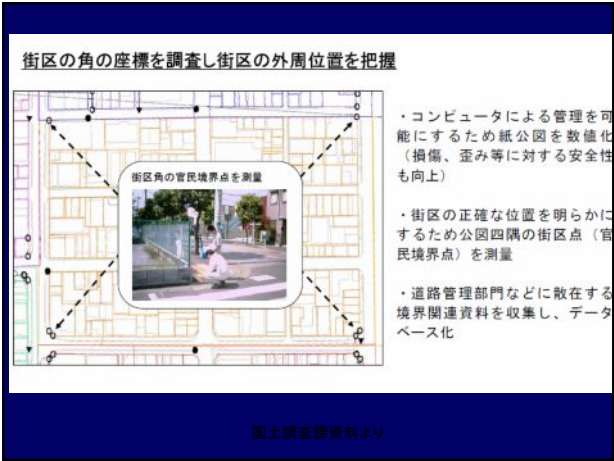 街区の角の座標を調査し街区の外周位置を把握
街区角の官民境界点を測量
・コンピュータによる管理を可
能にするため紙公図を数値化
（損傷、歪み等に対する安全性
も向上）
・街区の正確な位置を明らかに
するため公図四隅の街区点（官
民境界点）を測量
・道路管理部門などに散在する
境界関連資料を収集し、データ
ベース化
国土調査課資料より